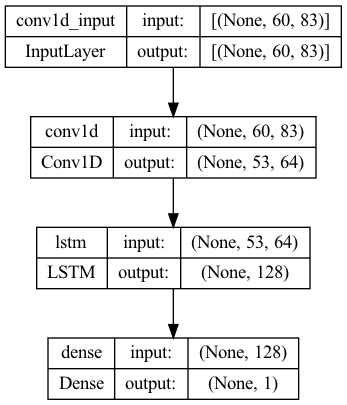 conv1d_input input: [(None, 60, 83)]
InputLayer output: [(None, 60, 83)]
conv1d input: (None, 60, 83)
Conv1D output: (None, 53, 64)
lstm input: (None, 53, 64)
LSTM output: (None, 128)
dense input: (None, 128)
Dense output: (None, 1)